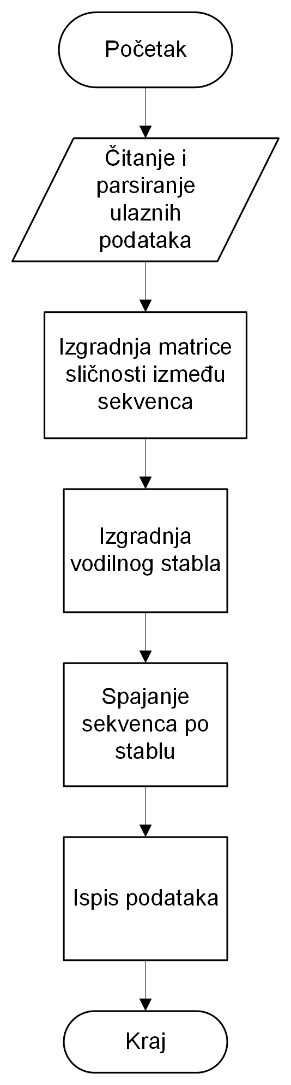 Početak
Čitanje i
parsiranje
ulaznih
podataka
Izgradnja matrice
sličnosti između
sekvenca
Izgradnja
vodilnog stabla
Spajanje
sekvenca po
stablu
Ispis podataka
Kraj